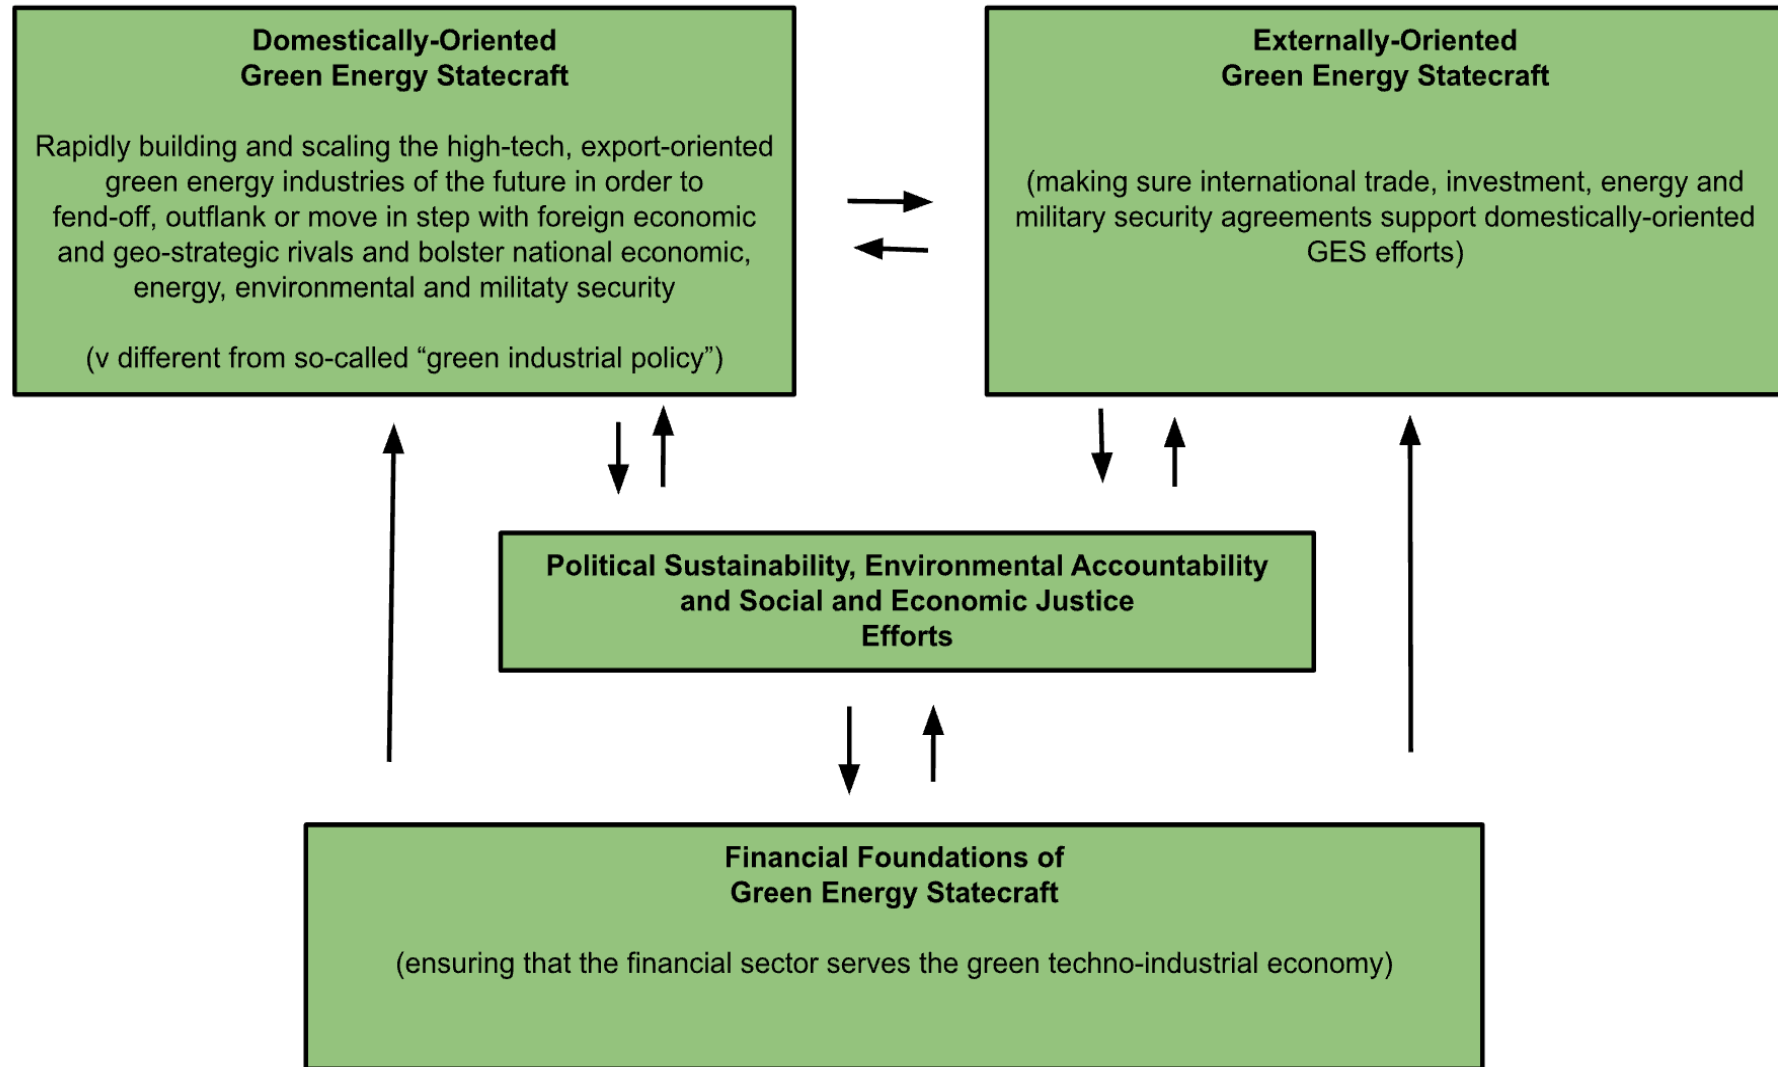 Domestically-Oriented
Green Energy Statecraft
Rapidly building and scaling the high-tech, export-oriented
green energy industries of the future in order to
fend-off, outflank or move in step with foreign economic
and geo-strategic rivals and bolster national economic,
energy, environmental and militaty security
(v different from so-called “green industrial policy”)
Externally-Oriented
Green Energy Statecraft
(making sure international trade, investment, energy and
military security agreements support domestically-oriented
GES efforts)
Political Sustainability, Environmental Accountability
and Social and Economic Justice
Efforts
Financial Foundations of
Green Energy Statecraft
(ensuring that the financial sector serves the green techno-industrial economy)